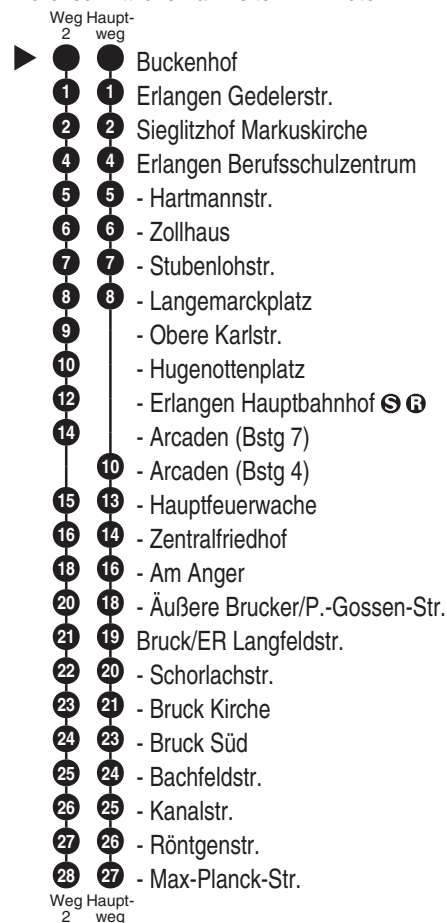 Weg Haupt-
2 weg
Buckenhof
1 1 Erlangen Gedelerstr.
2 2 Sieglitzhof Markuskirche
4 4 Erlangen Berufsschulzentrum
5 5 - Hartmannstr.
6 6 - Zollhaus
7 7 - Stubenlohstr.
8 8 - Langemarckplatz
9 - Obere Karlstr.
10 - Hugenottenplatz
12 - Erlangen Hauptbahnhof S R
14 - Arcaden (Bstg 7)
10 - Arcaden (Bstg 4)
15 13 - Hauptfeuerwache
16 14 - Zentralfriedhof
18 16 - Am Anger
20 18 - Äußere Brucker/P.-Gossen-Str.
21 19 Bruck/ER Langfeldstr.
22 20 - Schorlachstr.
23 21 - Bruck Kirche
24 23 - Bruck Süd
25 24 - Bachfeldstr.
26 25 - Kanalstr.
27 26 - Röntgenstr.
28 27 - Max-Planck-Str.
Weg Haupt-
2 weg